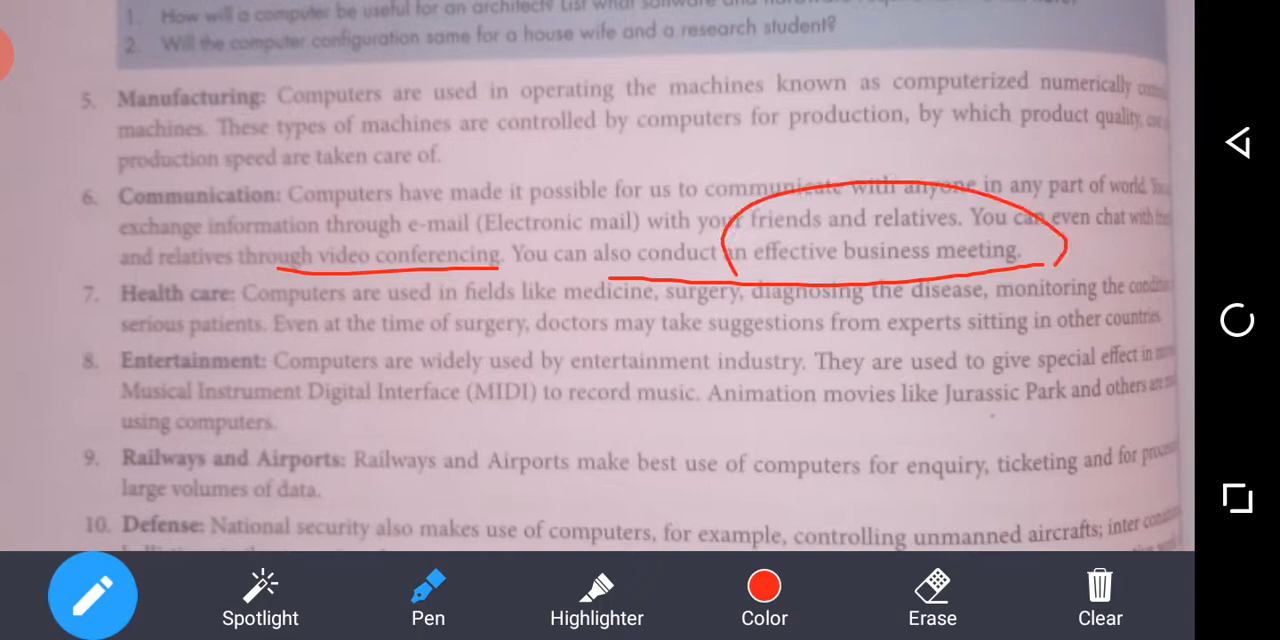 1. How will a computer be useful for an architect? List what software and hardware
2. Will the computer configuration same for a house wife and a research student?
5. Manufacturing: Computers are used in operating the machines known as computerized numerically
machines. These types of machines are controlled by computers for production, by which product quality,
production speed are taken care of.
6. Communication: Computers have made it possible for us to communicate with anyone in any part of world. You
exchange information through e-mail (Electronic mail) with your friends and relatives. You can even chat with
and relatives through video conferencing. You can also conduct an effective business meeting.
7. Health care: Computers are used in fields like medicine, surgery, diagnosing the disease, monitoring the
serious patients. Even at the time of surgery, doctors may take suggestions from experts sitting in other countries.
8. Entertainment: Computers are widely used by entertainment industry. They are used to give special effect in
Musical Instrument Digital Interface (MIDI) to record music. Animation movies like Jurassic Park and others are
using computers.
9. Railways and Airports: Railways and Airports make best use of computers for enquiry, ticketing and for
large volumes of data.
10. Defense: National security also makes use of computers, for example, controlling unmanned aircrafts; inter
Spotlight
Pen
Highlighter
Color
Erase
Clear